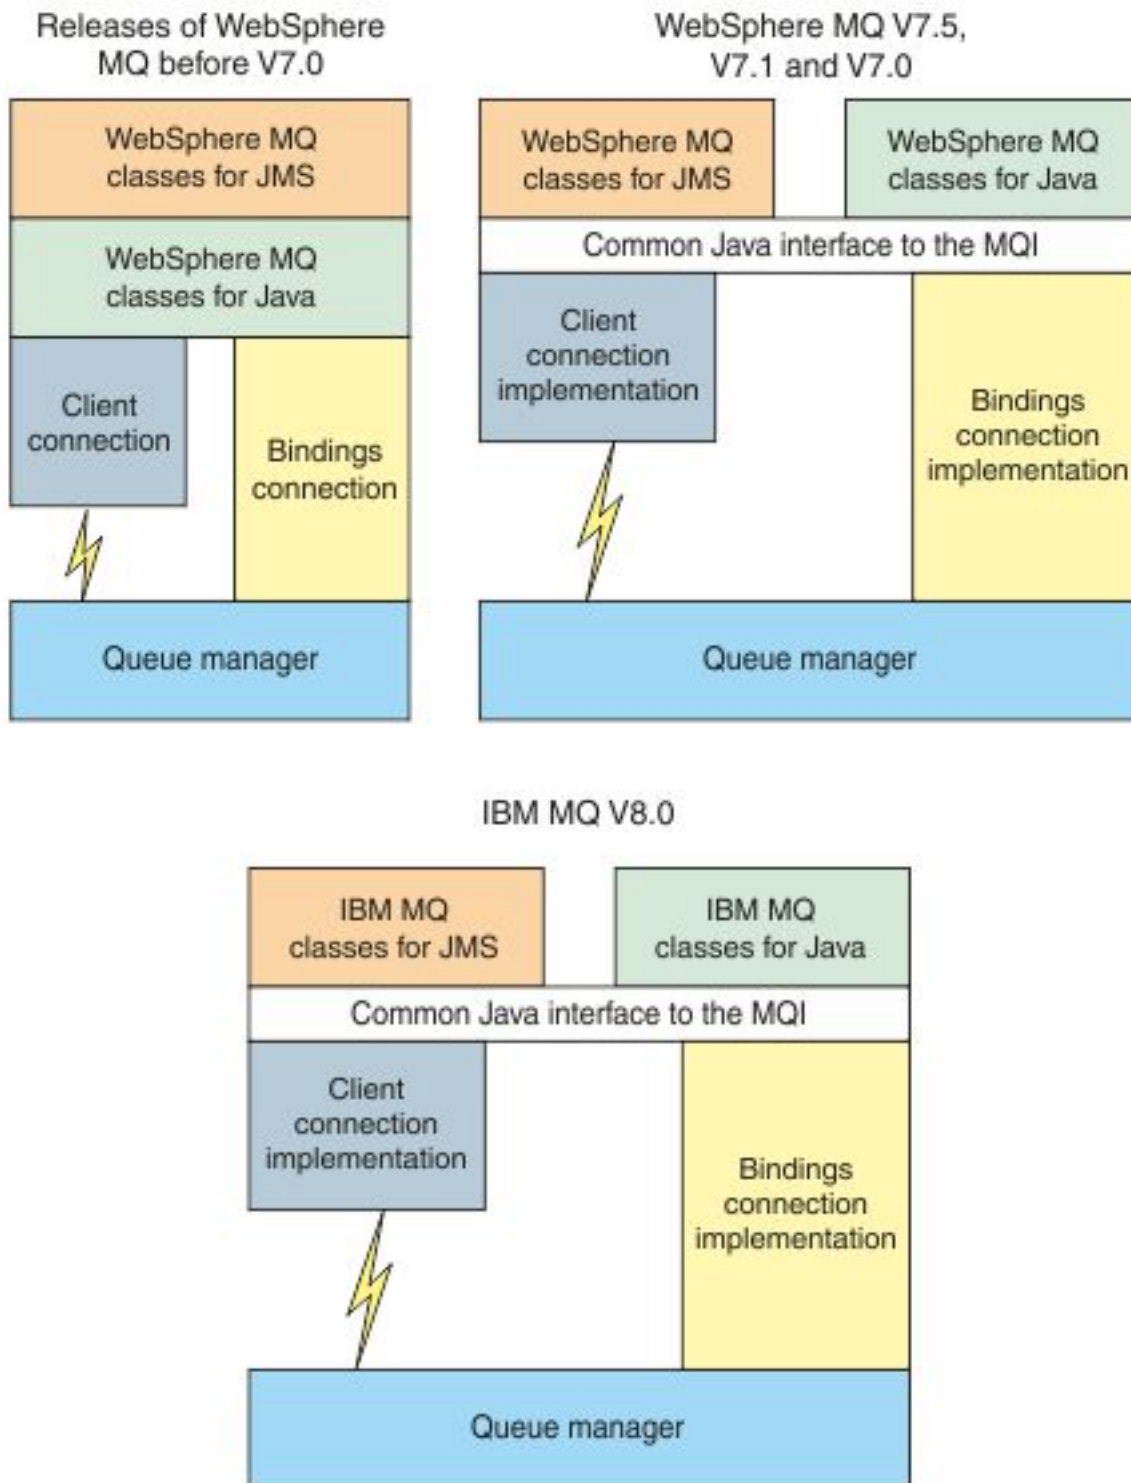 Releases of WebSphere
MQ before V7.0
WebSphere MQ
classes for JMS
WebSphere MQ
classes for Java
Client
connection
Bindings
connection
Queue manager
WebSphere MQ V7.5,
V7.1 and V7.0
WebSphere MQ
classes for JMS
WebSphere MQ
classes for Java
Common Java interface to the MQI
Client
connection
implementation
Bindings
connection
implementation
Queue manager
IBM MQ V8.0
IBM MQ
classes for JMS
IBM MQ
classes for Java
Common Java interface to the MQI
Client
connection
implementation
Bindings
connection
implementation
Queue manager